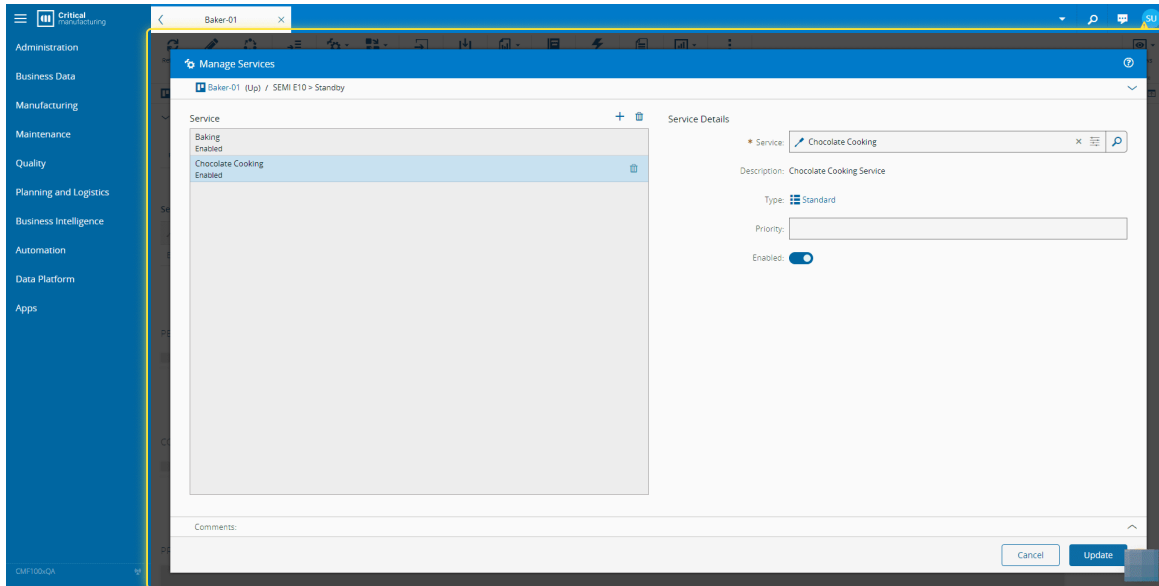 Critical
manufacturing
Baker-01
SU
Administration
Business Data
Manufacturing
Maintenance
Quality
Planning and Logistics
Business Intelligence
Automation
Data Platform
Apps
CMF100xQA
Manage Services
Baker-01 (Up) / SEMI E10 > Standby
Service
Baking
Enabled
Chocolate Cooking
Enabled
Service Details
* Service: Chocolate Cooking
Description: Chocolate Cooking Service
Type: Standard
Priority:
Enabled:
Comments:
Cancel
Update